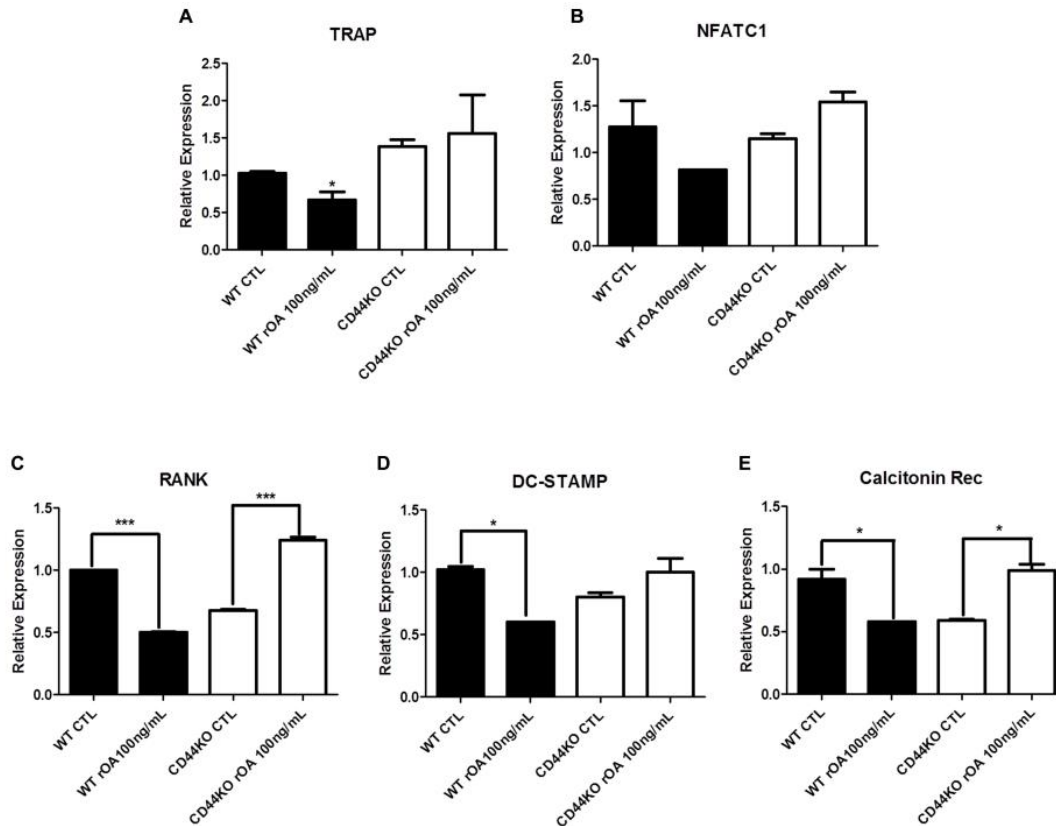 A
TRAP
Relative Expression
2.5
2.0
1.5
1.0
0.5
0.0
*
WT CTL
WT rOA 100ng/mL
CD44KO CTL
CD44KO rOA 100ng/mL
B
NFATC1
Relative Expression
2.0
1.5
1.0
0.5
0.0
WT CTL
WT rOA100ng/mL
CD44KO CTL
CD44KO rOA 100ng/mL
C
RANK
Relative Expression
1.5
1.0
0.5
0.0
***
***
WT CTL
WT rOA100ng/mL
CD44KO CTL
CD44KO rOA 100ng/mL
D
DC-STAMP
Relative Expression
1.5
1.0
0.5
0.0
*
WT CTL
WT rOA100ng/mL
CD44KO CTL
CD44KO rOA 100ng/mL
E
Calcitonin Rec
Relative Expression
1.5
1.0
0.5
0.0
*
*
WT CTL
WT rOA100ng/mL
CD44KO CTL
CD44KO rOA 100ng/mL